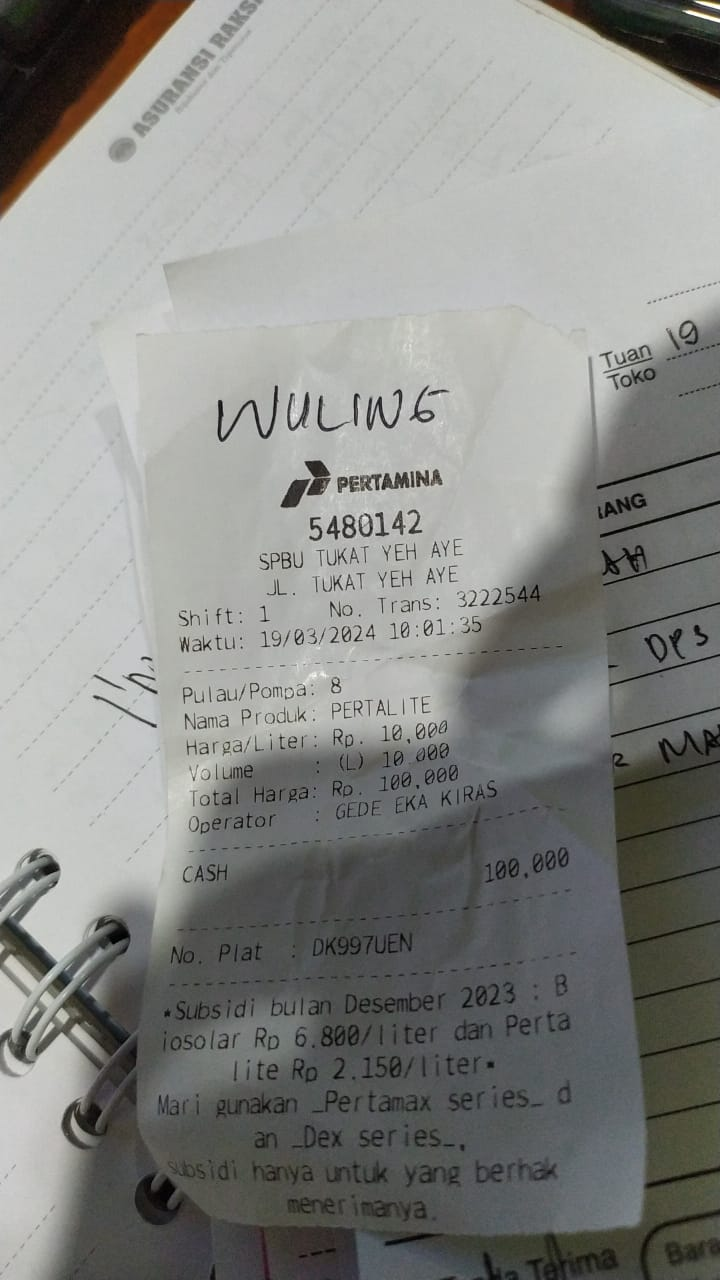 ASURANSI RAKS
WULING
PERTAMINA
5480142
SPBU TUKAT YEH AYE
JL. TUKAT YEH AYE
Shift: 1 No. Trans: 3222544
Waktu: 19/03/2024 10:01:35
Pulau/Pompa: 8
Nama Produk: PERTALITE
Harga/Liter: Rp. 10,000
Volume : (L) 10.000
Total Harga: Rp. 100,000
Operator : GEDE EKA KIRAS
CASH 100,000
No. Plat : DK997UEN
*Subsidi bulan Desember 2023 : B
iosolar Rp 6.800/liter dan Perta
lite Rp 2.150/liter*
Mari gunakan _Pertamax series_ d
an _Dex series_,
subsidi hanya untuk yang berhak
menerimanya.
Tuan 19
Toko
RANG
DPS
MA
Terima
Bara